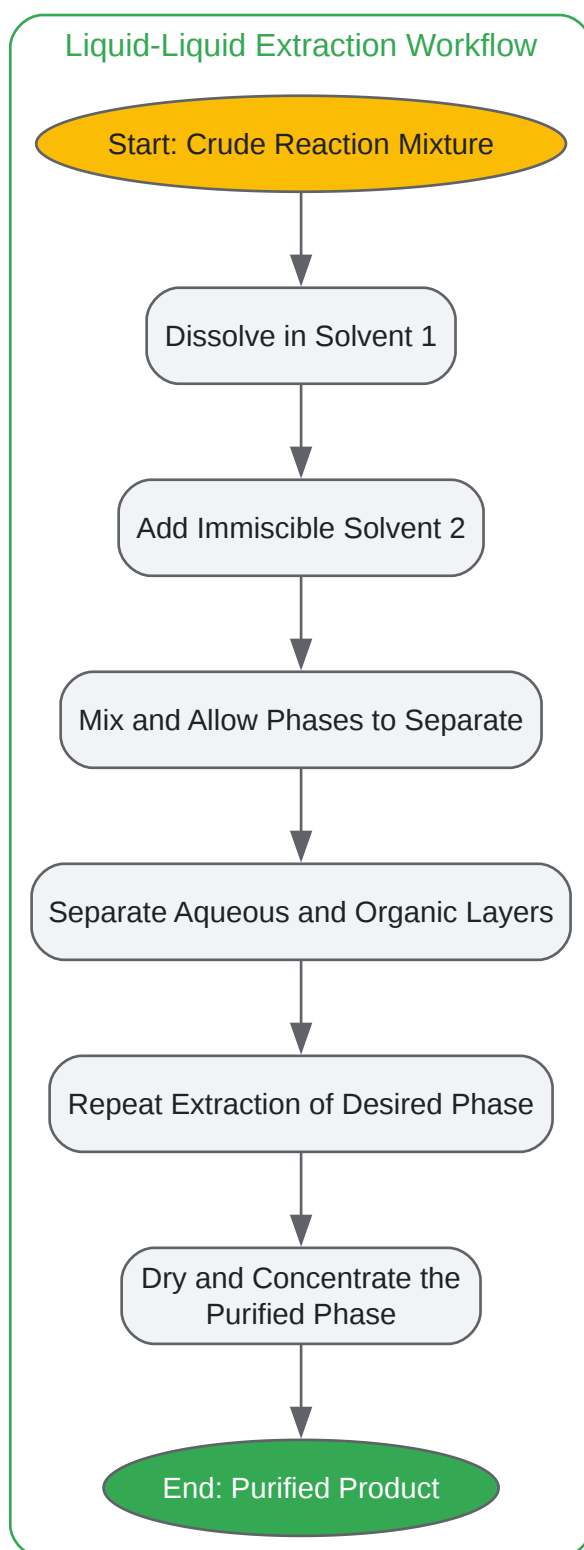 Liquid-Liquid Extraction Workflow
Start: Crude Reaction Mixture
Dissolve in Solvent 1
Add Immiscible Solvent 2
Mix and Allow Phases to Separate
Separate Aqueous and Organic Layers
Repeat Extraction of Desired Phase
Dry and Concentrate the
Purified Phase
End: Purified Product